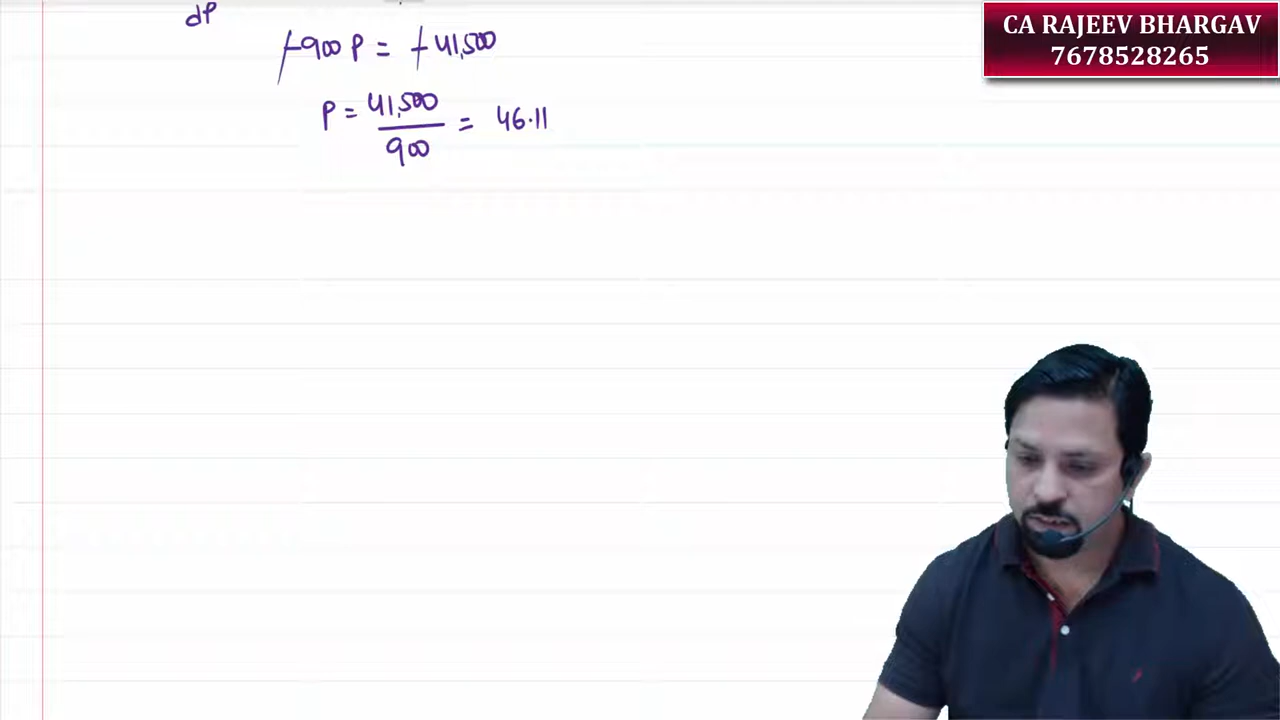 CA RAJEEV BHARGAV
7678528265
dP
-900 P = -41,500
P = 41,500 / 900 = 46.11